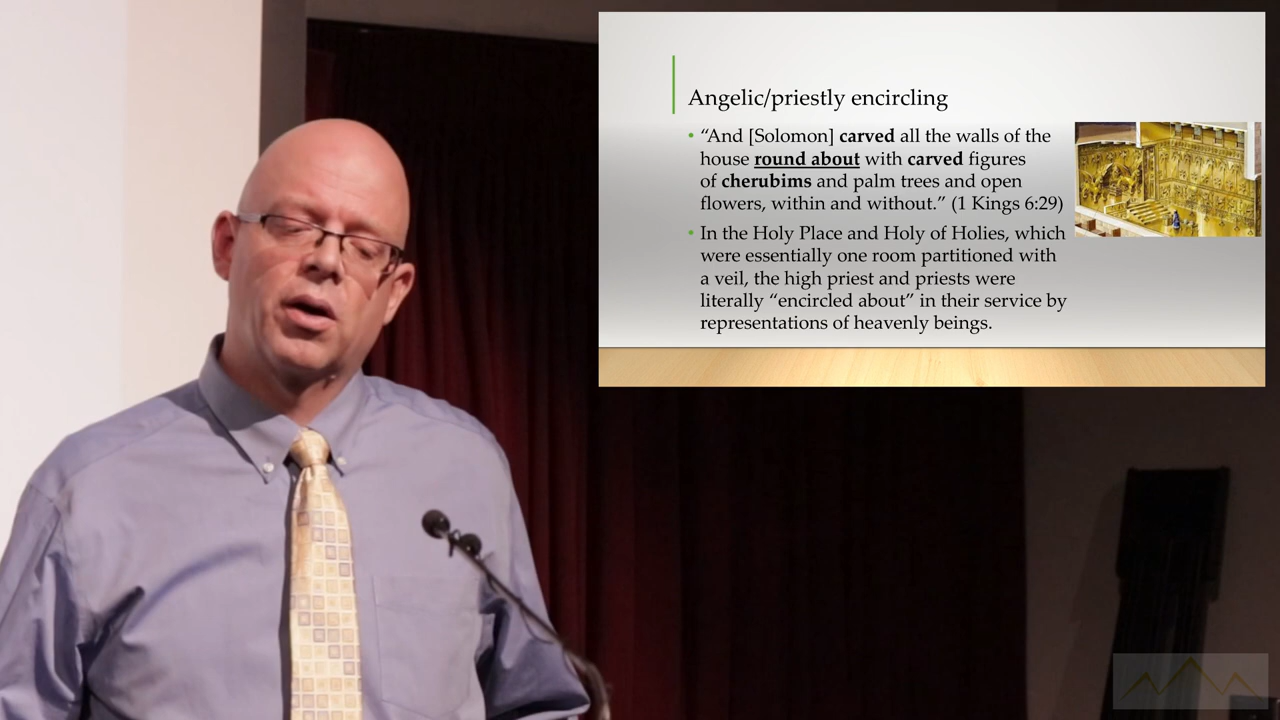 Angelic/priestly encircling
• “And [Solomon] carved all the walls of the
house round about with carved figures
of cherubims and palm trees and open
flowers, within and without.” (1 Kings 6:29)
• In the Holy Place and Holy of Holies, which
were essentially one room partitioned with
a veil, the high priest and priests were
literally “encircled about” in their service by
representations of heavenly beings.